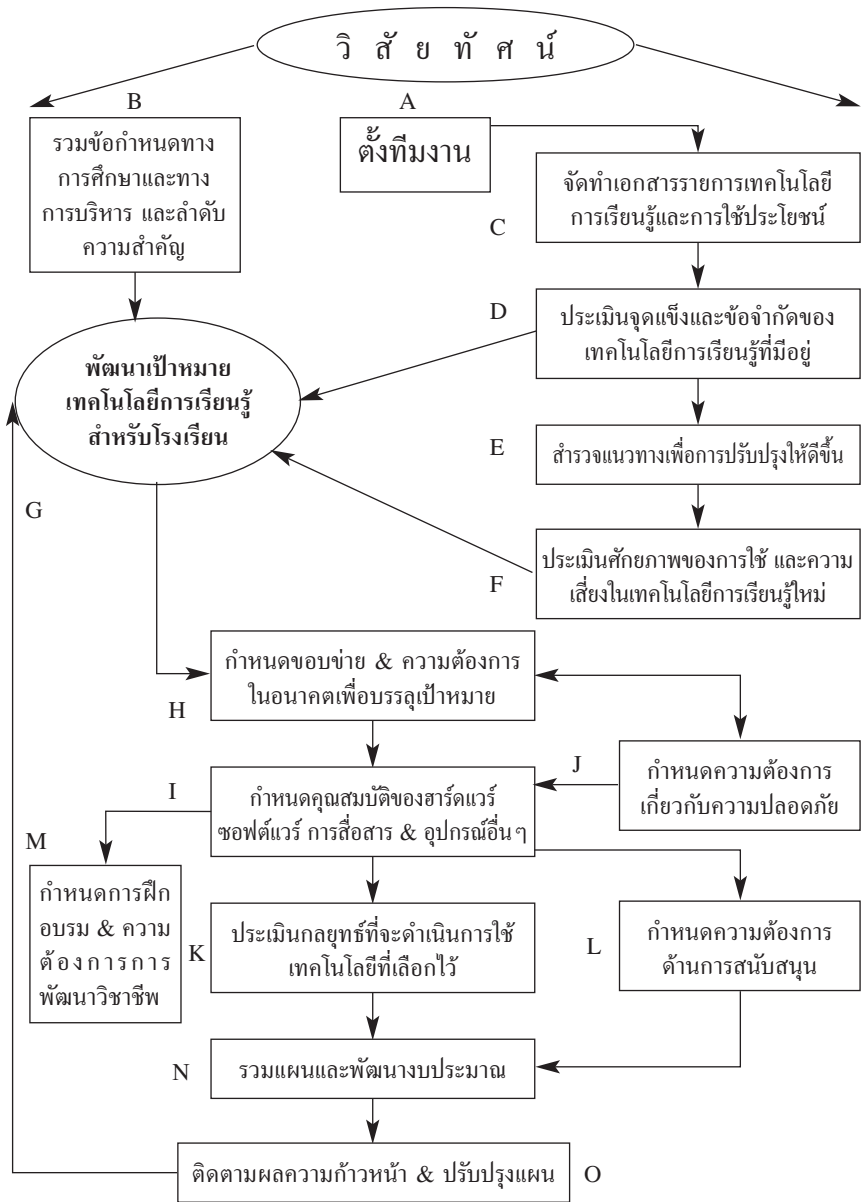 วิ สั ย ทั ศ น์
B
A
รวมข้อกำหนดทาง
การศึกษาและทาง
การบริหาร และลำดับ
ความสำคัญ
ตั้งทีมงาน
จัดทำเอกสารรายการเทคโนโลยี
การเรียนรู้และการใช้ประโยชน์
C
D
ประเมินจุดแข็งและข้อจำกัดของ
เทคโนโลยีการเรียนรู้ที่มีอยู่
พัฒนาเป้าหมาย
เทคโนโลยีการเรียนรู้
สำหรับโรงเรียน
E
สำรวจแนวทางเพื่อการปรับปรุงให้ดีขึ้น
G
F
ประเมินศักยภาพของการใช้ และความ
เสี่ยงในเทคโนโลยีการเรียนรู้ใหม่
H
กำหนดขอบข่าย & ความต้องการ
ในอนาคตเพื่อบรรลุเป้าหมาย
I
กำหนดคุณสมบัติของฮาร์ดแวร์
ซอฟต์แวร์ การสื่อสาร & อุปกรณ์อื่นๆ
J
กำหนดความต้องการ
เกี่ยวกับความปลอดภัย
M
กำหนดการฝึก
อบรม & ความ
ต้องการการ
พัฒนาวิชาชีพ
K
ประเมินกลยุทธ์ที่จะดำเนินการใช้
เทคโนโลยีที่เลือกไว้
L
กำหนดความต้องการ
ด้านการสนับสนุน
N
รวมแผนและพัฒนางบประมาณ
ติดตามผลความก้าวหน้า & ปรับปรุงแผน
O